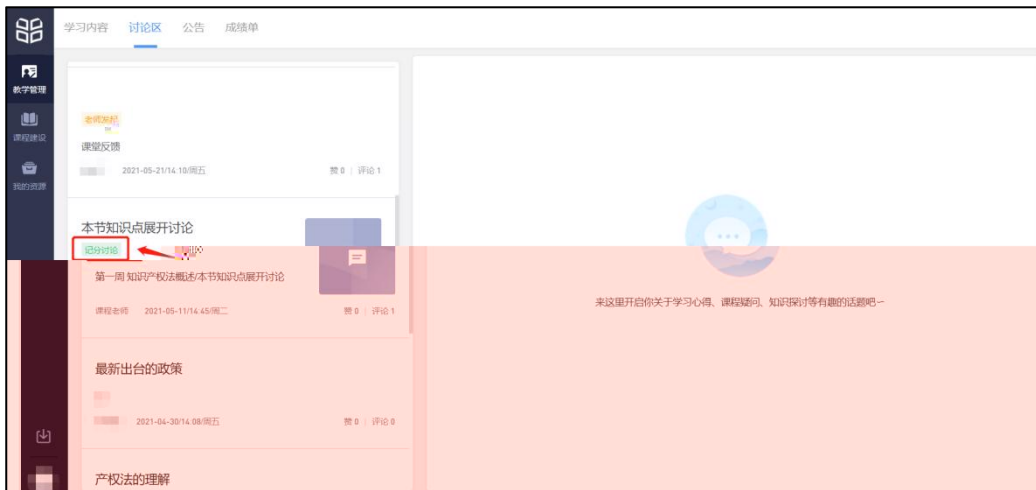 学习内容 讨论区 公告 成绩单
教学管理
课程建设
我的资源
老师发起
课堂反馈
2021-05-21/14:10/周五 赞 0 | 评论 1
本节知识点展开讨论
记分讨论
第一周 知识产权法概述/本节知识点展开讨论
课程老师 2021-05-11/14:45/周二 赞 0 | 评论 1
最新出台的政策
2021-04-30/14:08/周五 赞 0 | 评论 0
产权法的理解
来这里开启你关于学习心得、课程疑问、知识探讨等有趣的话题吧~